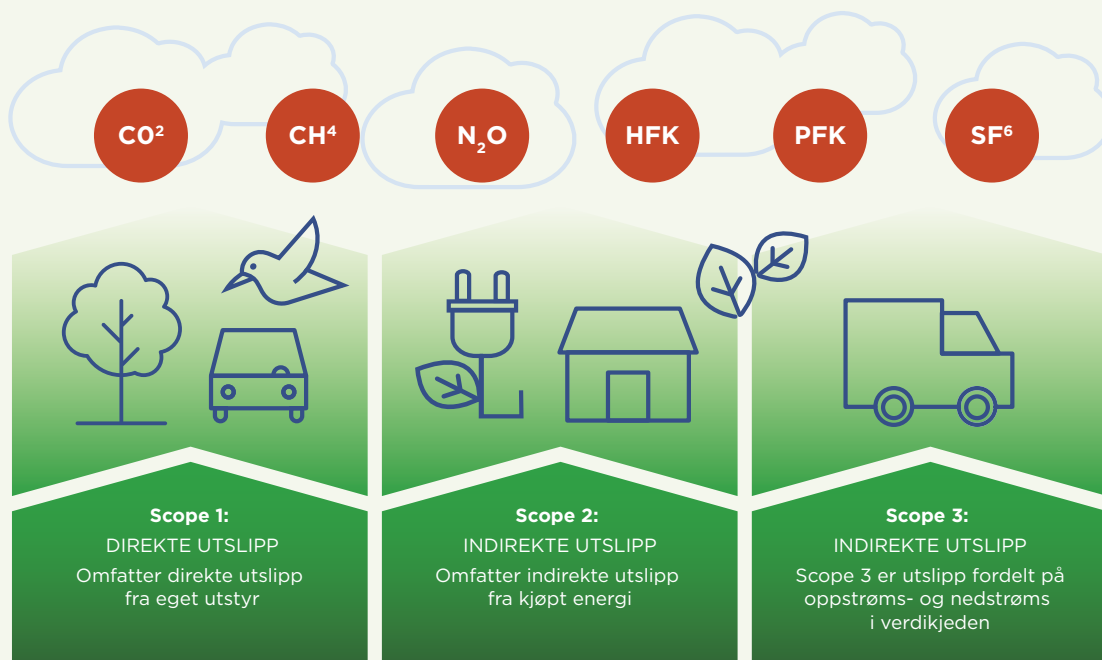 C0²
CH⁴
N₂O
HFK
PFK
SF⁶
Scope 1:
DIREKTE UTSLIPP
Omfatter direkte utslipp
fra eget utstyr
Scope 2:
INDIREKTE UTSLIPP
Omfatter indirekte utslipp
fra kjøpt energi
Scope 3:
INDIREKTE UTSLIPP
Scope 3 er utslipp fordelt på
oppstrøms- og nedstrøms
i verdikjeden